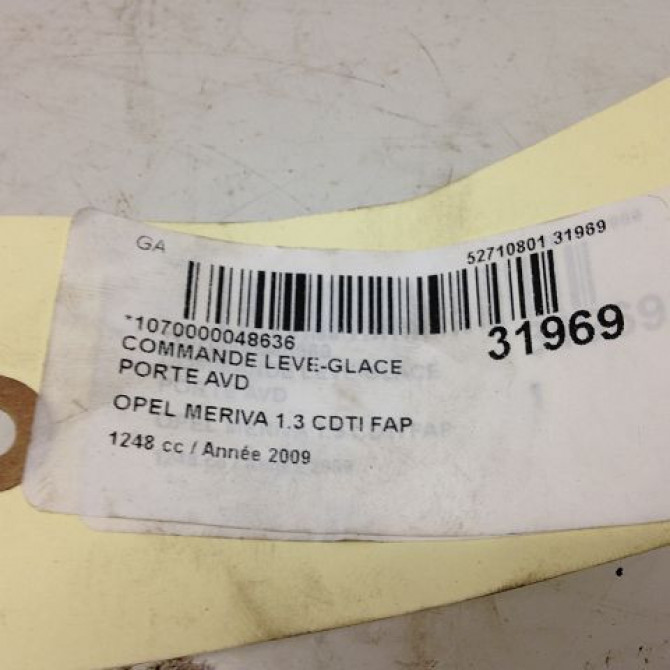 GA
52710801 31969
*1070000048636
31969
COMMANDE LEVE-GLACE
PORTE AVD
OPEL MERIVA 1.3 CDTI FAP
1248 cc / Année 2009